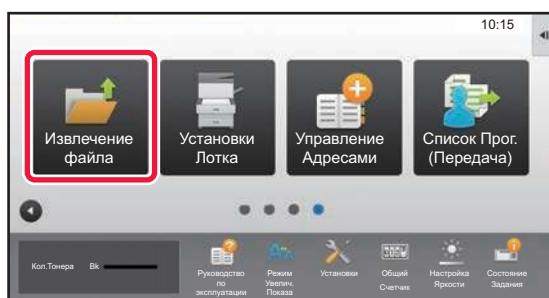 10:15
Извлечение
файла
Установки
Лотка
Управление
Адресами
Список Прог.
(Передача)
Кол.Тонера Bk
Руководство
по
эксплуатации
Режим
Увелич.
Показа
Установки
Общий
Счетчик
Настройка
Яркости
Состояние
Задания